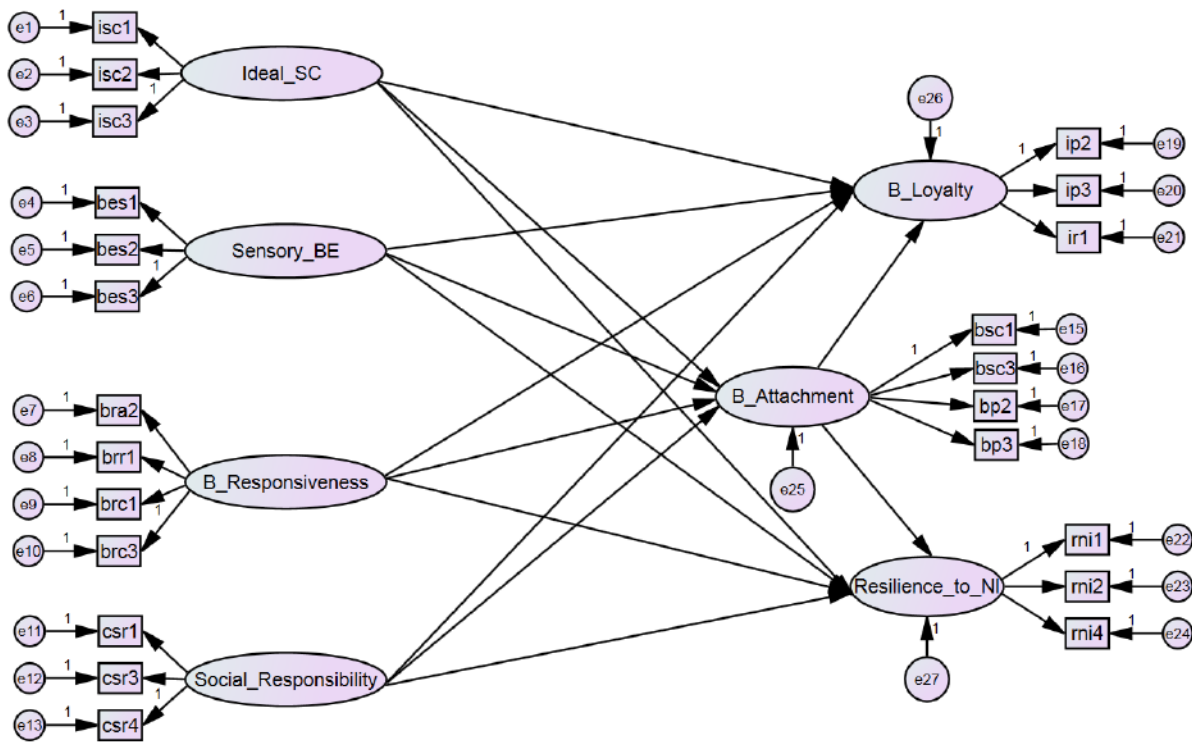 e1 1 isc1
e2 1 isc2
e3 1 isc3
1
Ideal_SC
e4 1 bes1
e5 1 bes2
e6 1 bes3
1
Sensory_BE
e7 1 bra2
e8 1 brr1
e9 1 brc1
e10 1 brc3
1
B_Responsiveness
e11 1 csr1
e12 1 csr3
e13 1 csr4
1
Social_Responsibility
e26
1
B_Loyalty
1 ip2 1 e19
ip3 1 e20
ir1 1 e21
B_Attachment
1
e25
1 bsc1 1 e15
bsc3 1 e16
bp2 1 e17
bp3 1 e18
Resilience_to_NI
1
e27
1 rni1 1 e22
rni2 1 e23
rni4 1 e24